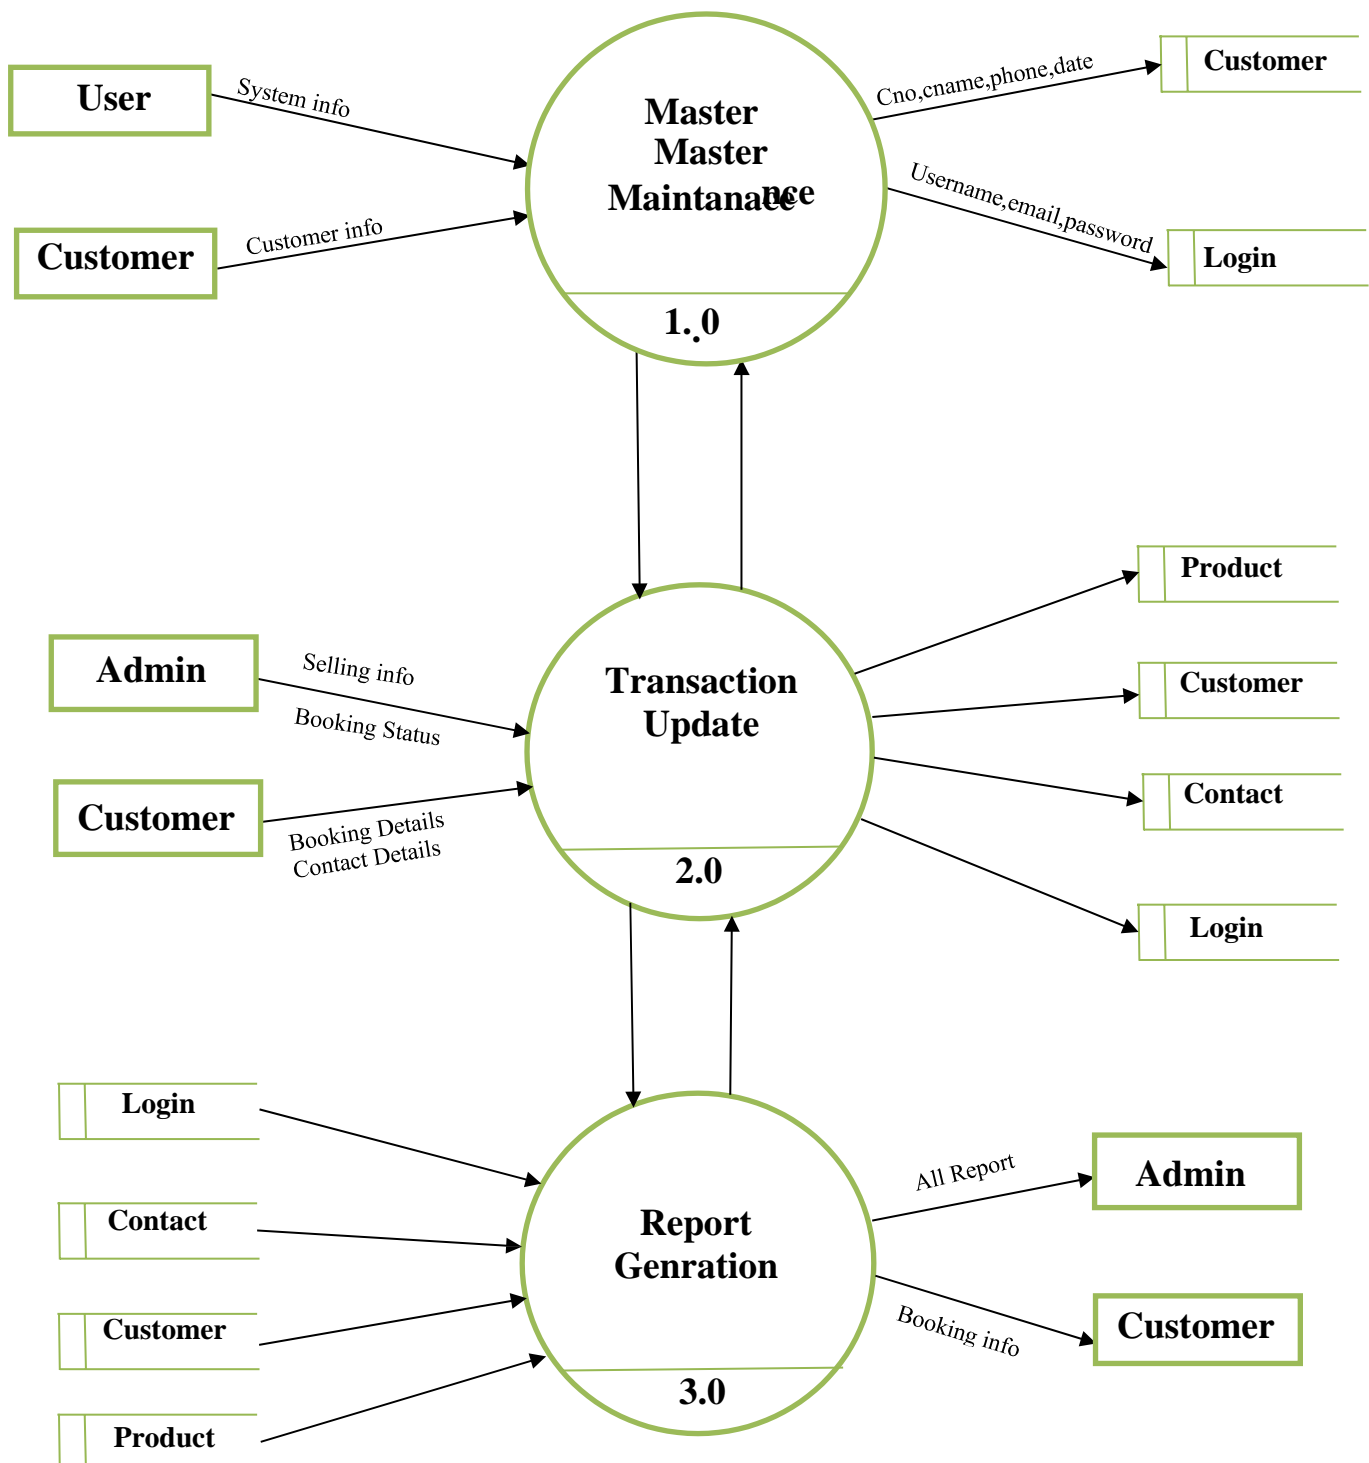 User
System info
Customer
Customer info
Master
Master
Maintanace
nce
1.0
.
Cno,cname,phone,date
Customer
Username,email,password
Login
Admin
Selling info
Booking Status
Customer
Booking Details
Contact Details
Transaction
Update
2.0
Product
Customer
Contact
Login
Login
Contact
Customer
Product
Report
Genration
3.0
All Report
Admin
Booking info
Customer